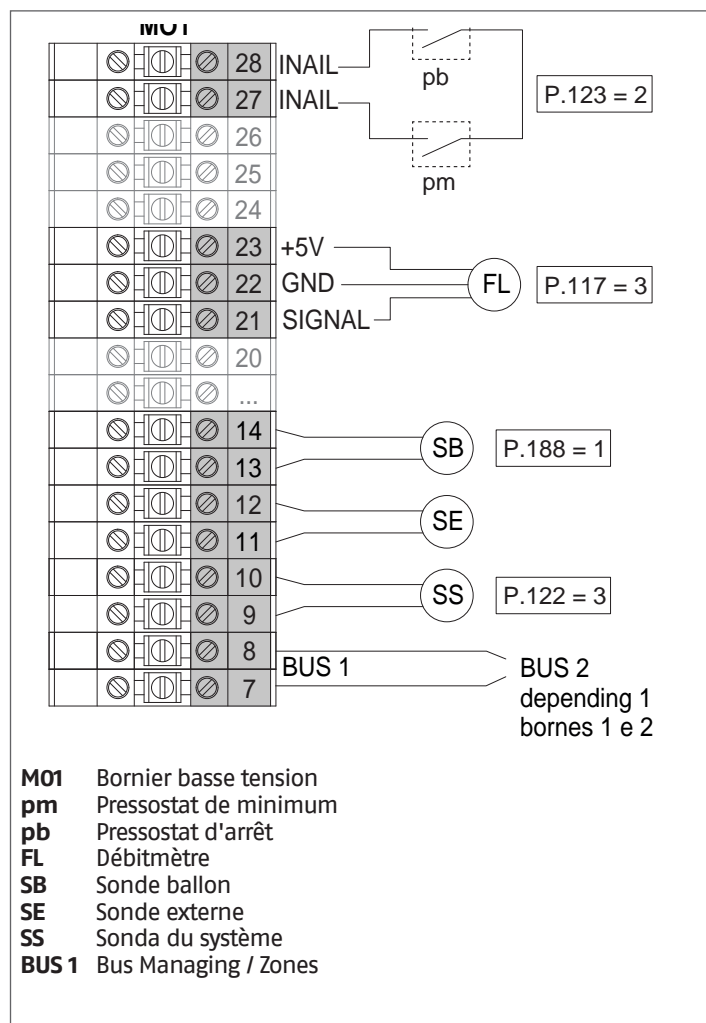 M01
28 INAIL
pb
27 INAIL
P.123 = 2
26
25
pm
24
23 +5V
22 GND
FL
P.117 = 3
21 SIGNAL
20
...
14
SB
P.188 = 1
13
12
SE
11
10
SS
P.122 = 3
9
8
BUS 1
BUS 2
7
depending 1
bornes 1 e 2
M01 Bornier basse tension
pm Pressostat de minimum
pb Pressostat d'arrêt
FL Débitmètre
SB Sonde ballon
SE Sonde externe
SS Sonda du système
BUS 1 Bus Managing / Zones